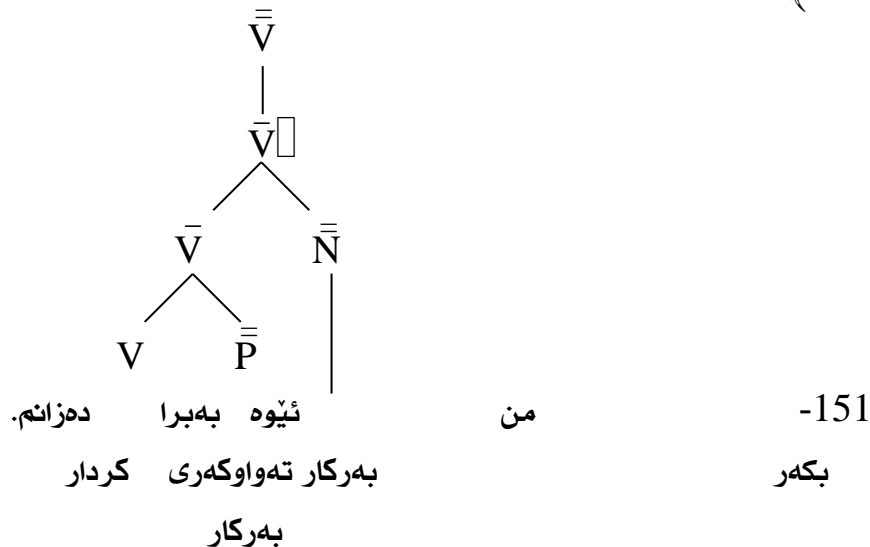 V̿
V̄
V̄ N̿
V P̿
151- من ئێوە بەبرا دەزانم.
بکەر بەرکار تەواوکەری کردار
بەرکار